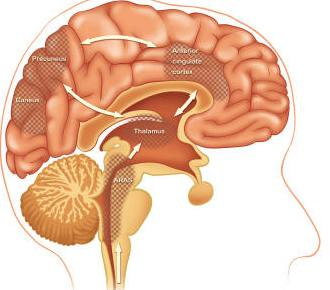 Precuneus
Anterior
cingulate
cortex
Cuneus
Thalamus
ARAS